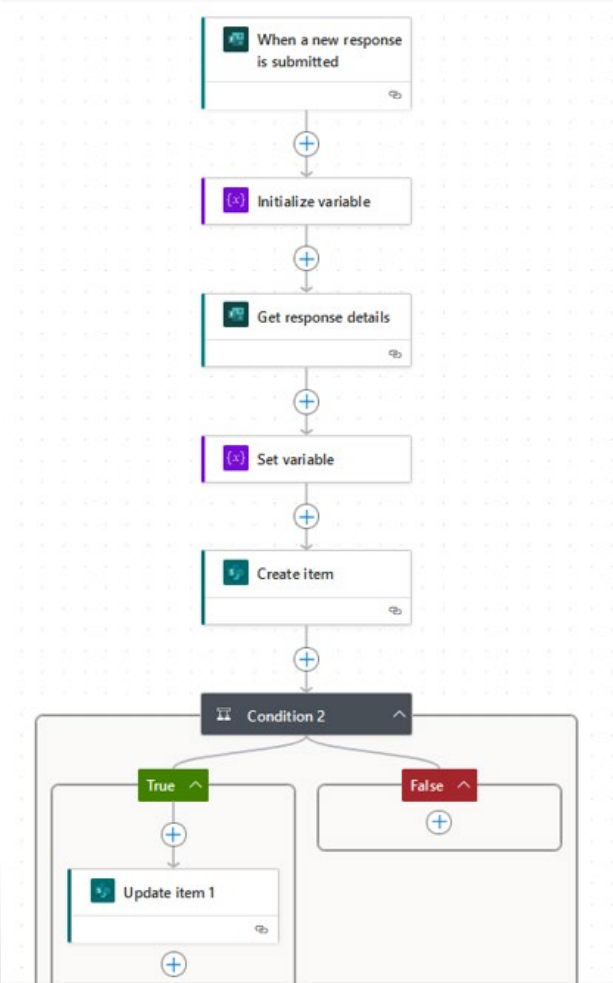 When a new response
is submitted
{x} Initialize variable
Get response details
{x} Set variable
Create item
Condition 2
True
False
Update item 1